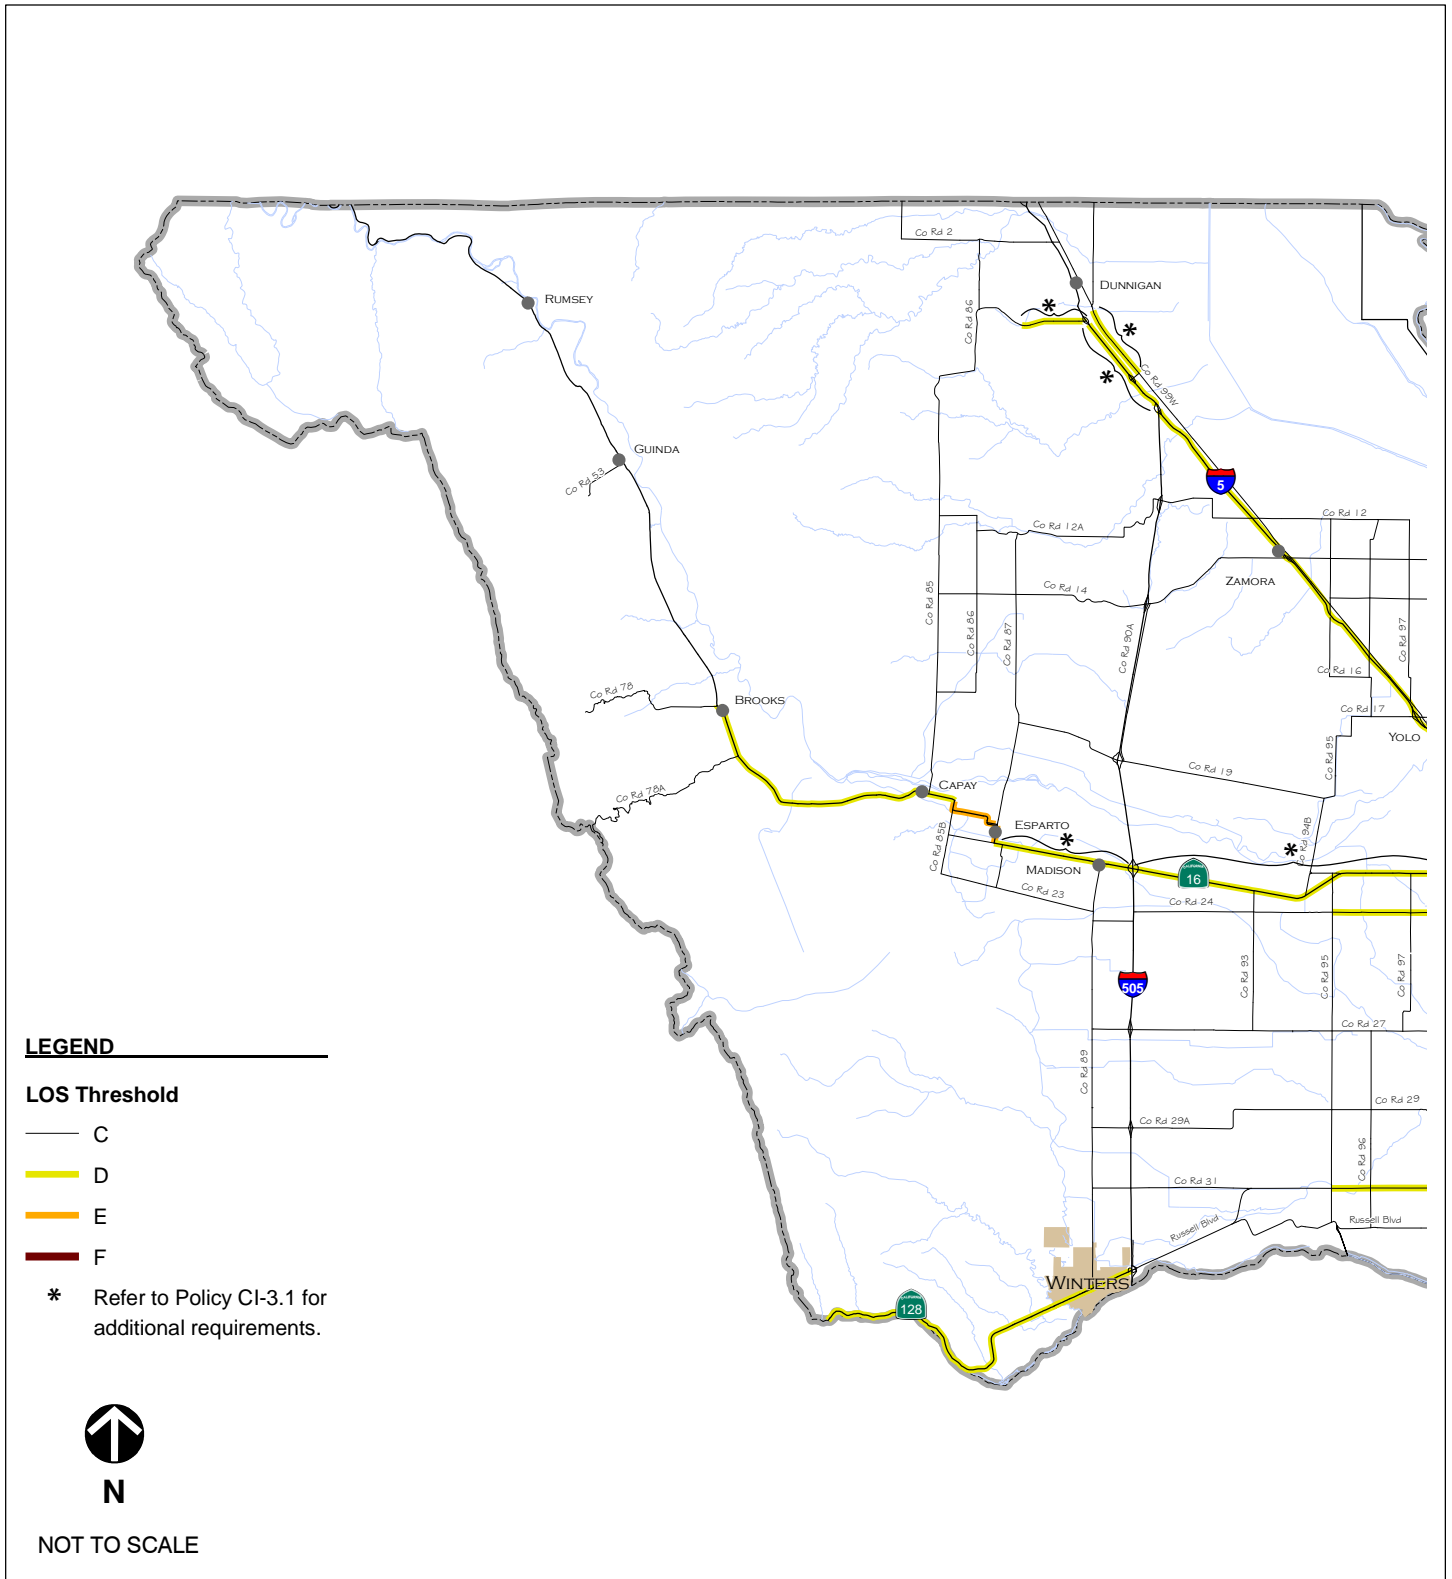 Co Rd 2
DUNNIGAN
RUMSEY
Co Rd 86
*
*
*
Co Rd 99W
GUINDA
Co Rd 53
5
Co Rd 12
Co Rd 12A
ZAMORA
Co Rd 14
Co Rd 85
Co Rd 86
Co Rd 87
Co Rd 90A
Co Rd 97
Co Rd 16
Co Rd 78
BROOKS
Co Rd 17
YOLO
Co Rd 95
Co Rd 19
Co Rd 78A
CAPAY
ESPARTO
*
Co Rd 94B
*
Co Rd 85B
MADISON
CALIFORNIA
16
Co Rd 23
Co Rd 24
Co Rd 93
Co Rd 95
Co Rd 97
505
Co Rd 27
Co Rd 89
Co Rd 29
Co Rd 29A
Co Rd 96
Co Rd 31
Russell Blvd
Russell Blvd
WINTERS
CALIFORNIA
128
LEGEND
LOS Threshold
C
D
E
F
* Refer to Policy CI-3.1 for
additional requirements.
N
NOT TO SCALE